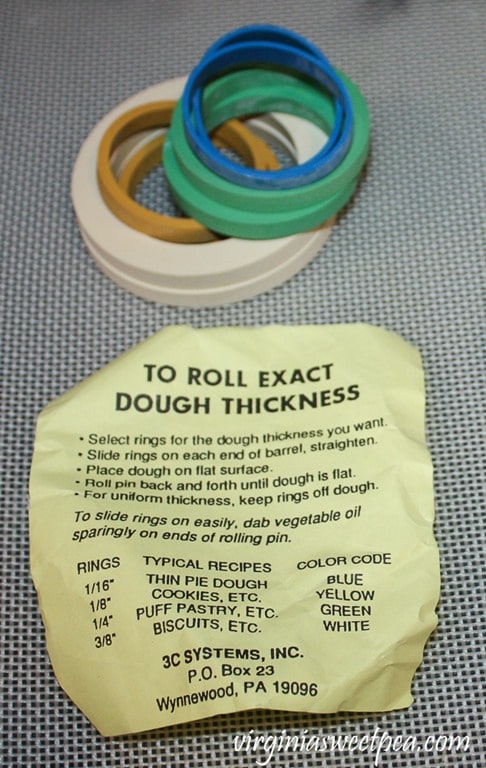 TO ROLL EXACT
DOUGH THICKNESS
• Select rings for the dough thickness you want.
• Slide rings on each end of barrel, straighten.
• Place dough on flat surface.
• Roll pin back and forth until dough is flat.
• For uniform thickness, keep rings off dough.
To slide rings on easily, dab vegetable oil
sparingly on ends of rolling pin.
RINGS TYPICAL RECIPES COLOR CODE
1/16" THIN PIE DOUGH BLUE
1/8" COOKIES, ETC. YELLOW
1/4" PUFF PASTRY, ETC. GREEN
3/8" BISCUITS, ETC. WHITE
3C SYSTEMS, INC.
P.O. Box 23
Wynnewood, PA 19096
virginiasweetpea.com